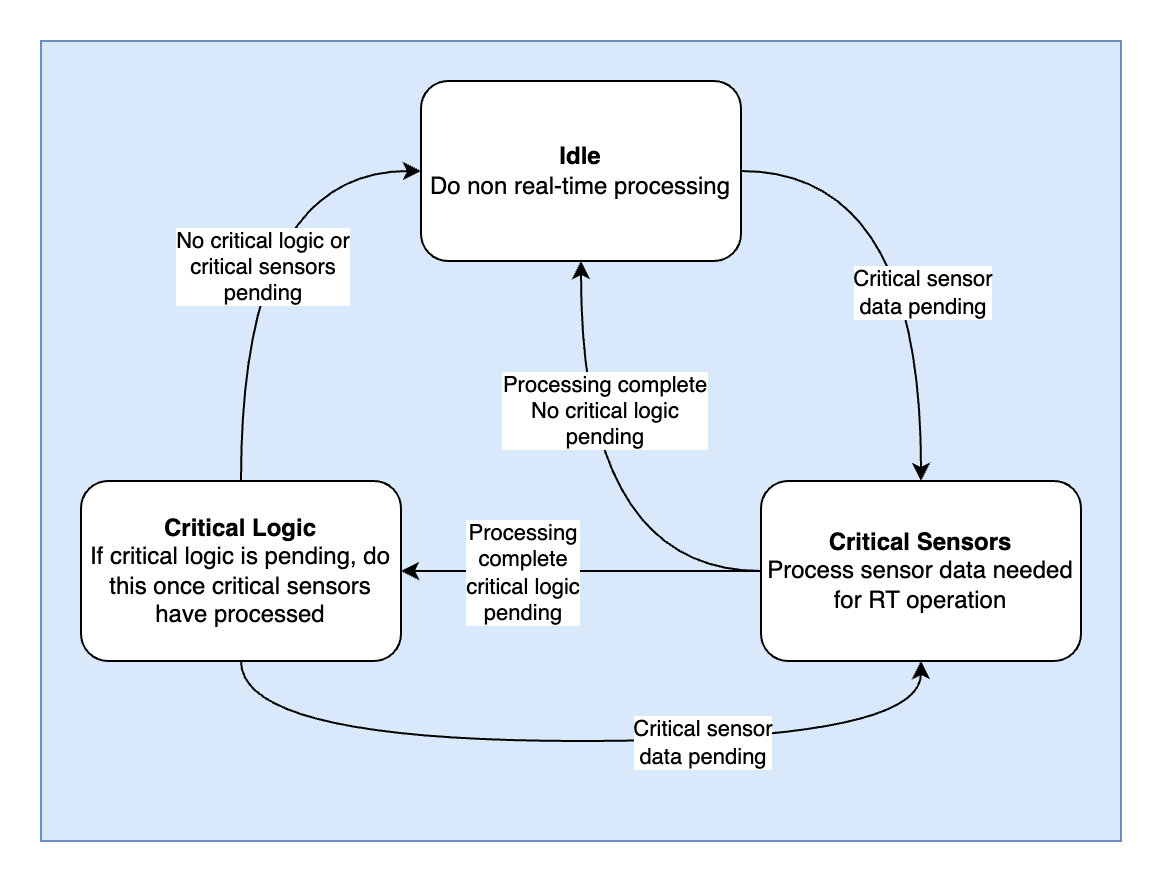 Idle
Do non real-time processing
No critical logic or
critical sensors
pending
Critical sensor
data pending
Processing complete
No critical logic
pending
Critical Logic
If critical logic is pending, do
this once critical sensors
have processed
Processing
complete
critical logic
pending
Critical Sensors
Process sensor data needed
for RT operation
Critical sensor
data pending